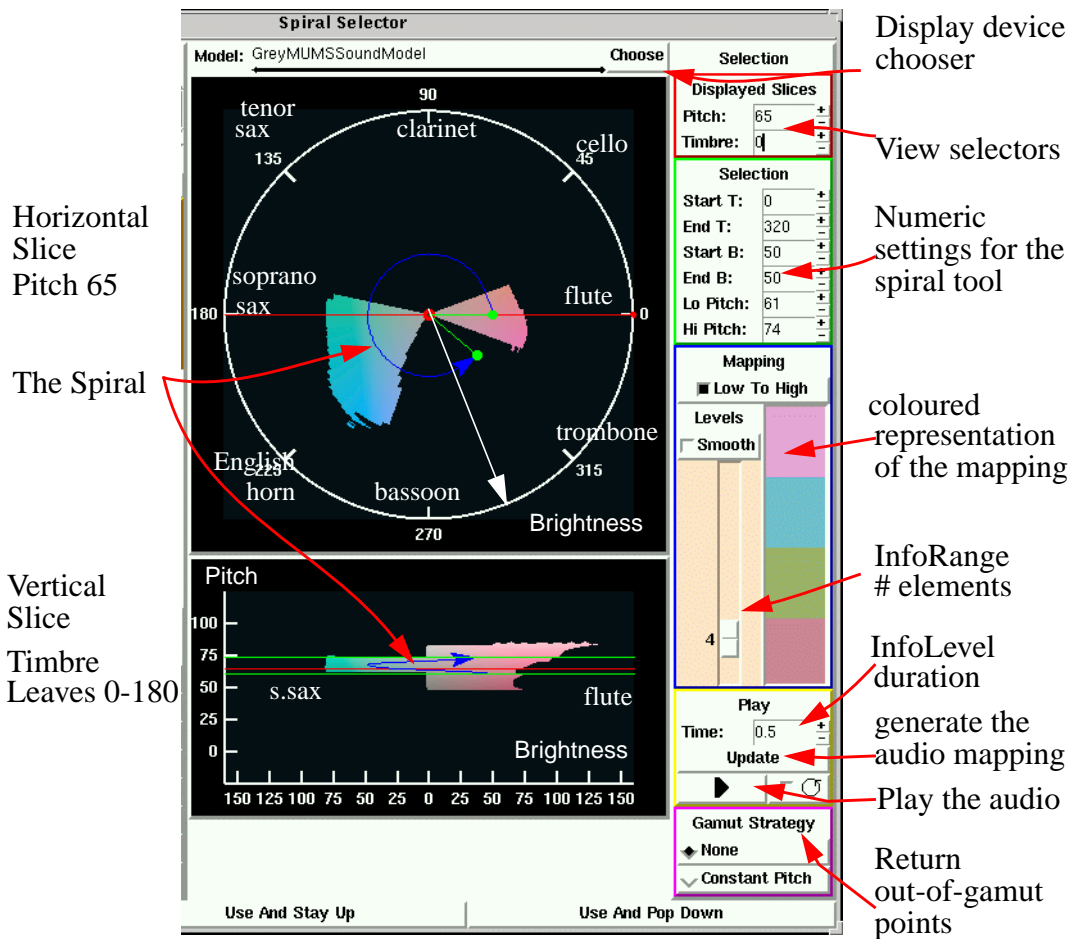 Spiral Selector
Model: GreyMUMSSoundModel
Choose
90
tenor
sax
clarinet
cello
135
45
soprano
sax
flute
180
0
English
horn
225
bassoon
trombone
315
270
Brightness
Pitch
100
75
50
25
0
s.sax
flute
Brightness
150 125 100 75 50 25 0 25 50 75 100 125 150
Use And Stay Up
Use And Pop Down
Selection
Displayed Slices
Pitch: 65 + -
Timbre: 0 + -
Selection
Start T: 0 + -
End T: 320 + -
Start B: 50 + -
End B: 50 + -
Lo Pitch: 61 + -
Hi Pitch: 74 + -
Mapping
Low To High
Levels
Smooth
4
Play
Time: 0.5 + -
Update
Gamut Strategy
None
Constant Pitch
Horizontal
Slice
Pitch 65
The Spiral
Vertical
Slice
Timbre
Leaves 0-180
Display device
chooser
View selectors
Numeric
settings for the
spiral tool
coloured
representation
of the mapping
InfoRange
# elements
InfoLevel
duration
generate the
audio mapping
Play the audio
Return
out-of-gamut
points